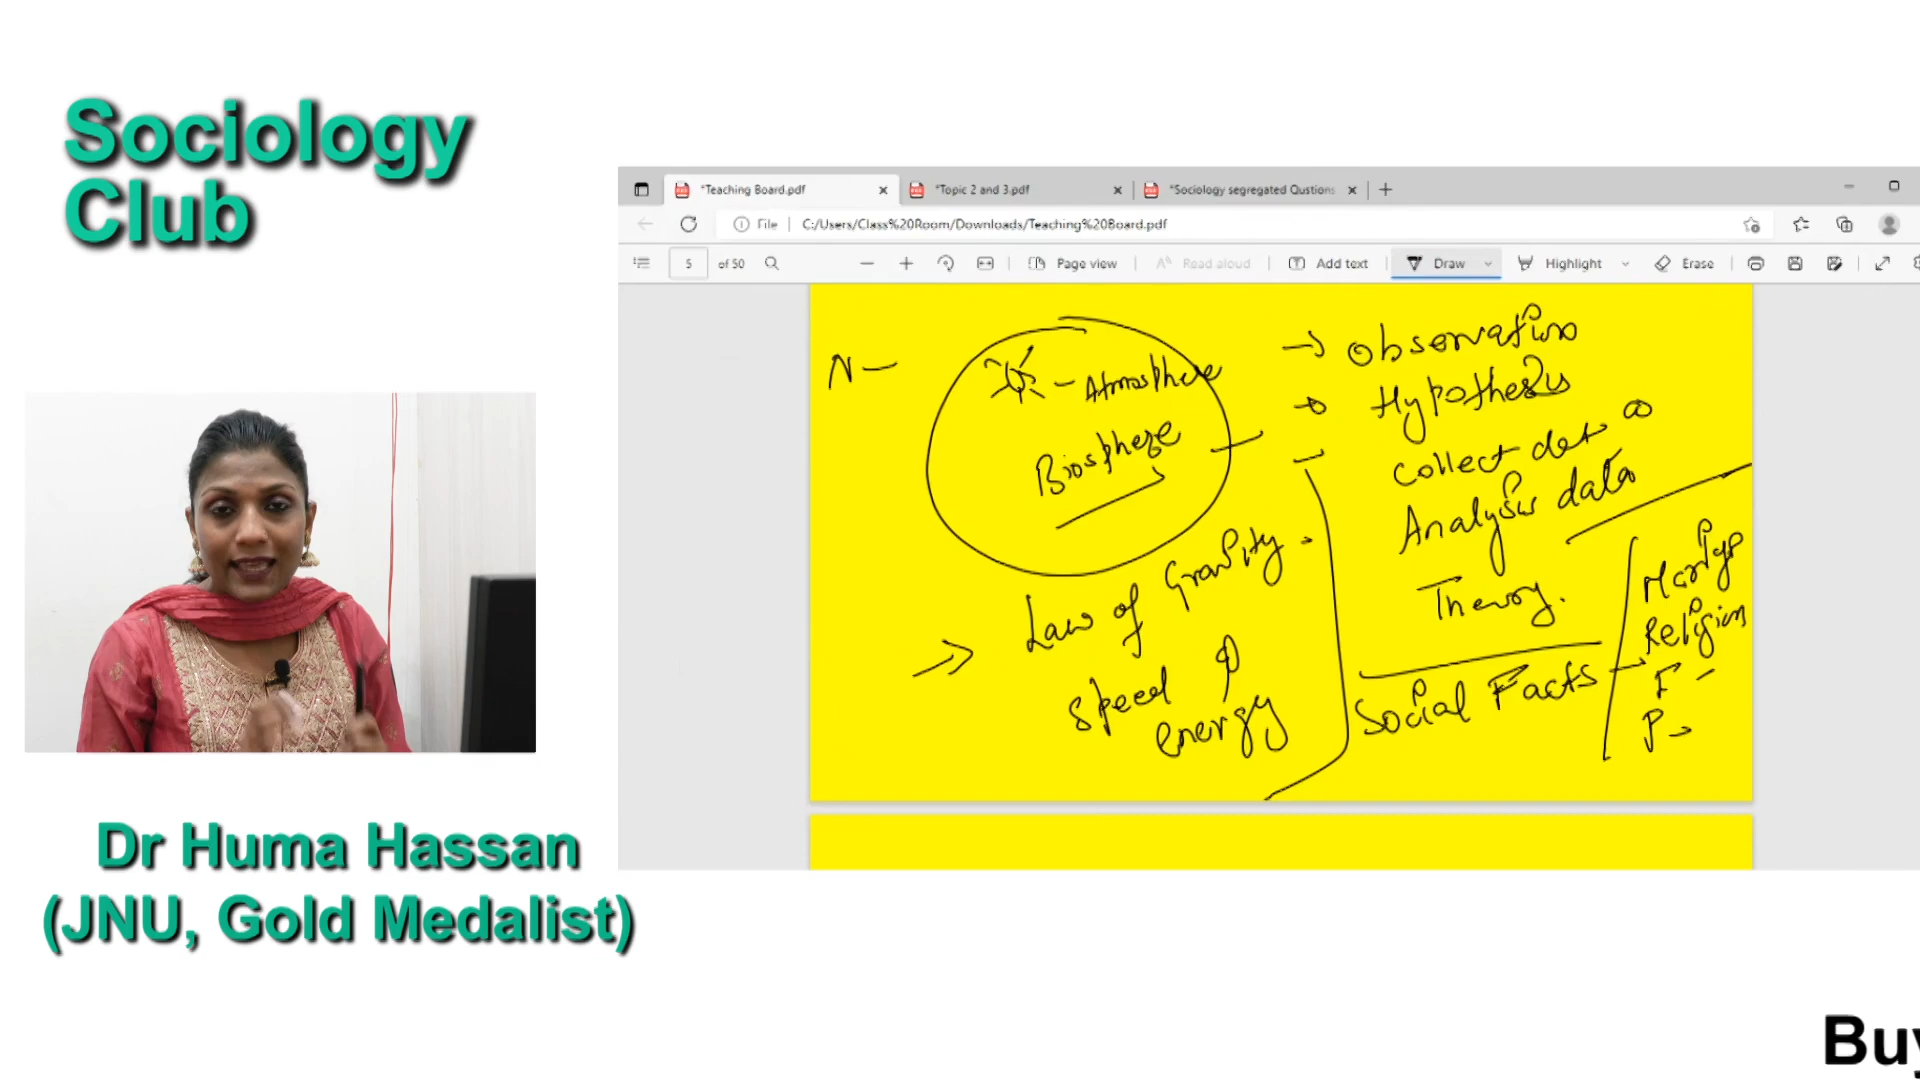 Sociology
Club
*Teaching Board.pdf
*Topic 2 and 3.pdf
*Sociology segregated Qustions
File
C:/Users/Class%20Room/Downloads/Teaching%20Board.pdf
5
of 50
Page view
Read aloud
Add text
Draw
Highlight
Erase
N-
- Atmosphere
Biosphere
Law of Gravity
Speed
energy
Observation
Hypothesis
Collect data
Analysis data
Theory.
Social Facts
Religion
F -
P -
Dr Huma Hassan
(JNU, Gold Medalist)
Buy